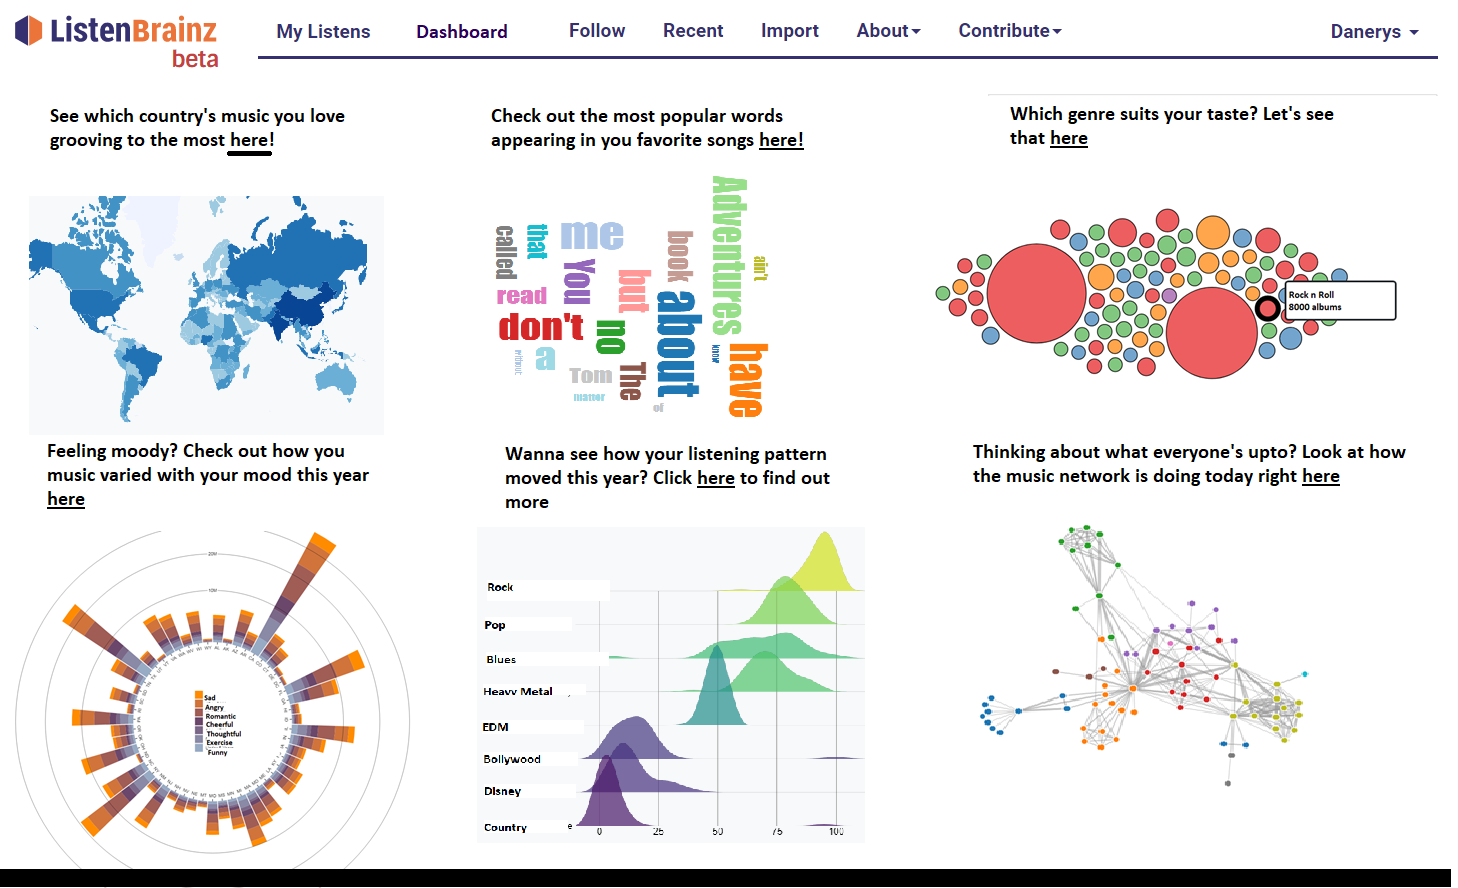 ListenBrainz
beta
My Listens Dashboard Follow Recent Import About Contribute Danerys
See which country's music you love
grooving to the most here!
Check out the most popular words
appearing in you favorite songs here!
Which genre suits your taste? Let's see
that here
called
that
me
you
read
don't
a
without
but
no
Tom
matter
The
book
about
of
Adventures
ain't
know
have
Rock n Roll
8000 albums
Feeling moody? Check out how you
music varied with your mood this year
here
Wanna see how your listening pattern
moved this year? Click here to find out
more
Thinking about what everyone's upto? Look at how
the music network is doing today right here
20M
10M
Sad
Angry
Romantic
Cheerful
Thoughtful
Exercise
Funny
Rock
Pop
Blues
Heavy Metal
EDM
Bollywood
Disney
Country e
0 25 50 75 100